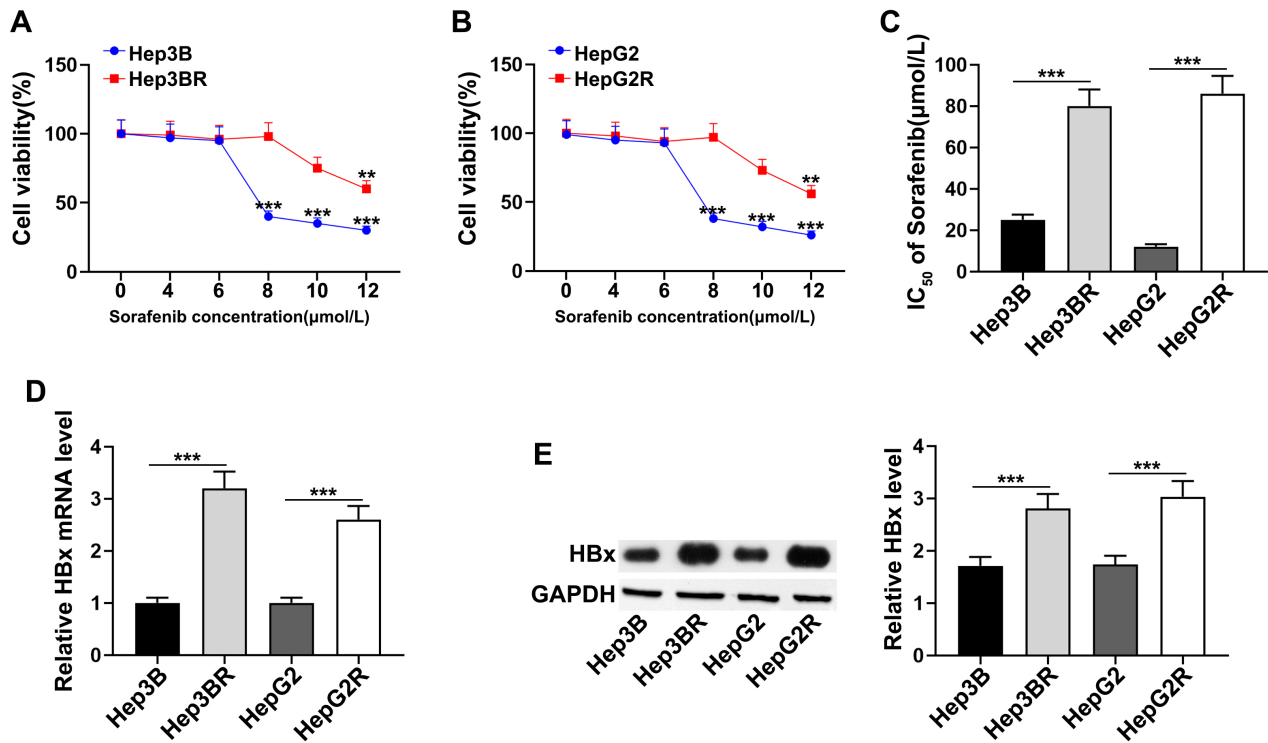 A
Hep3B
Hep3BR
Cell viability(%)
150
100
50
0
**
***
***
***
0 4 6 8 10 12
Sorafenib concentration(μmol/L)
B
HepG2
HepG2R
Cell viability(%)
150
100
50
0
**
***
***
***
0 4 6 8 10 12
Sorafenib concentration(μmol/L)
C
IC50 of Sorafenib(μmol/L)
100
80
60
40
20
0
***
***
Hep3B
Hep3BR
HepG2
HepG2R
D
Relative HBx mRNA level
4
3
2
1
0
***
***
Hep3B
Hep3BR
HepG2
HepG2R
E
HBx
GAPDH
Hep3B
Hep3BR
HepG2
HepG2R
Relative HBx level
4
3
2
1
0
***
***
Hep3B
Hep3BR
HepG2
HepG2R